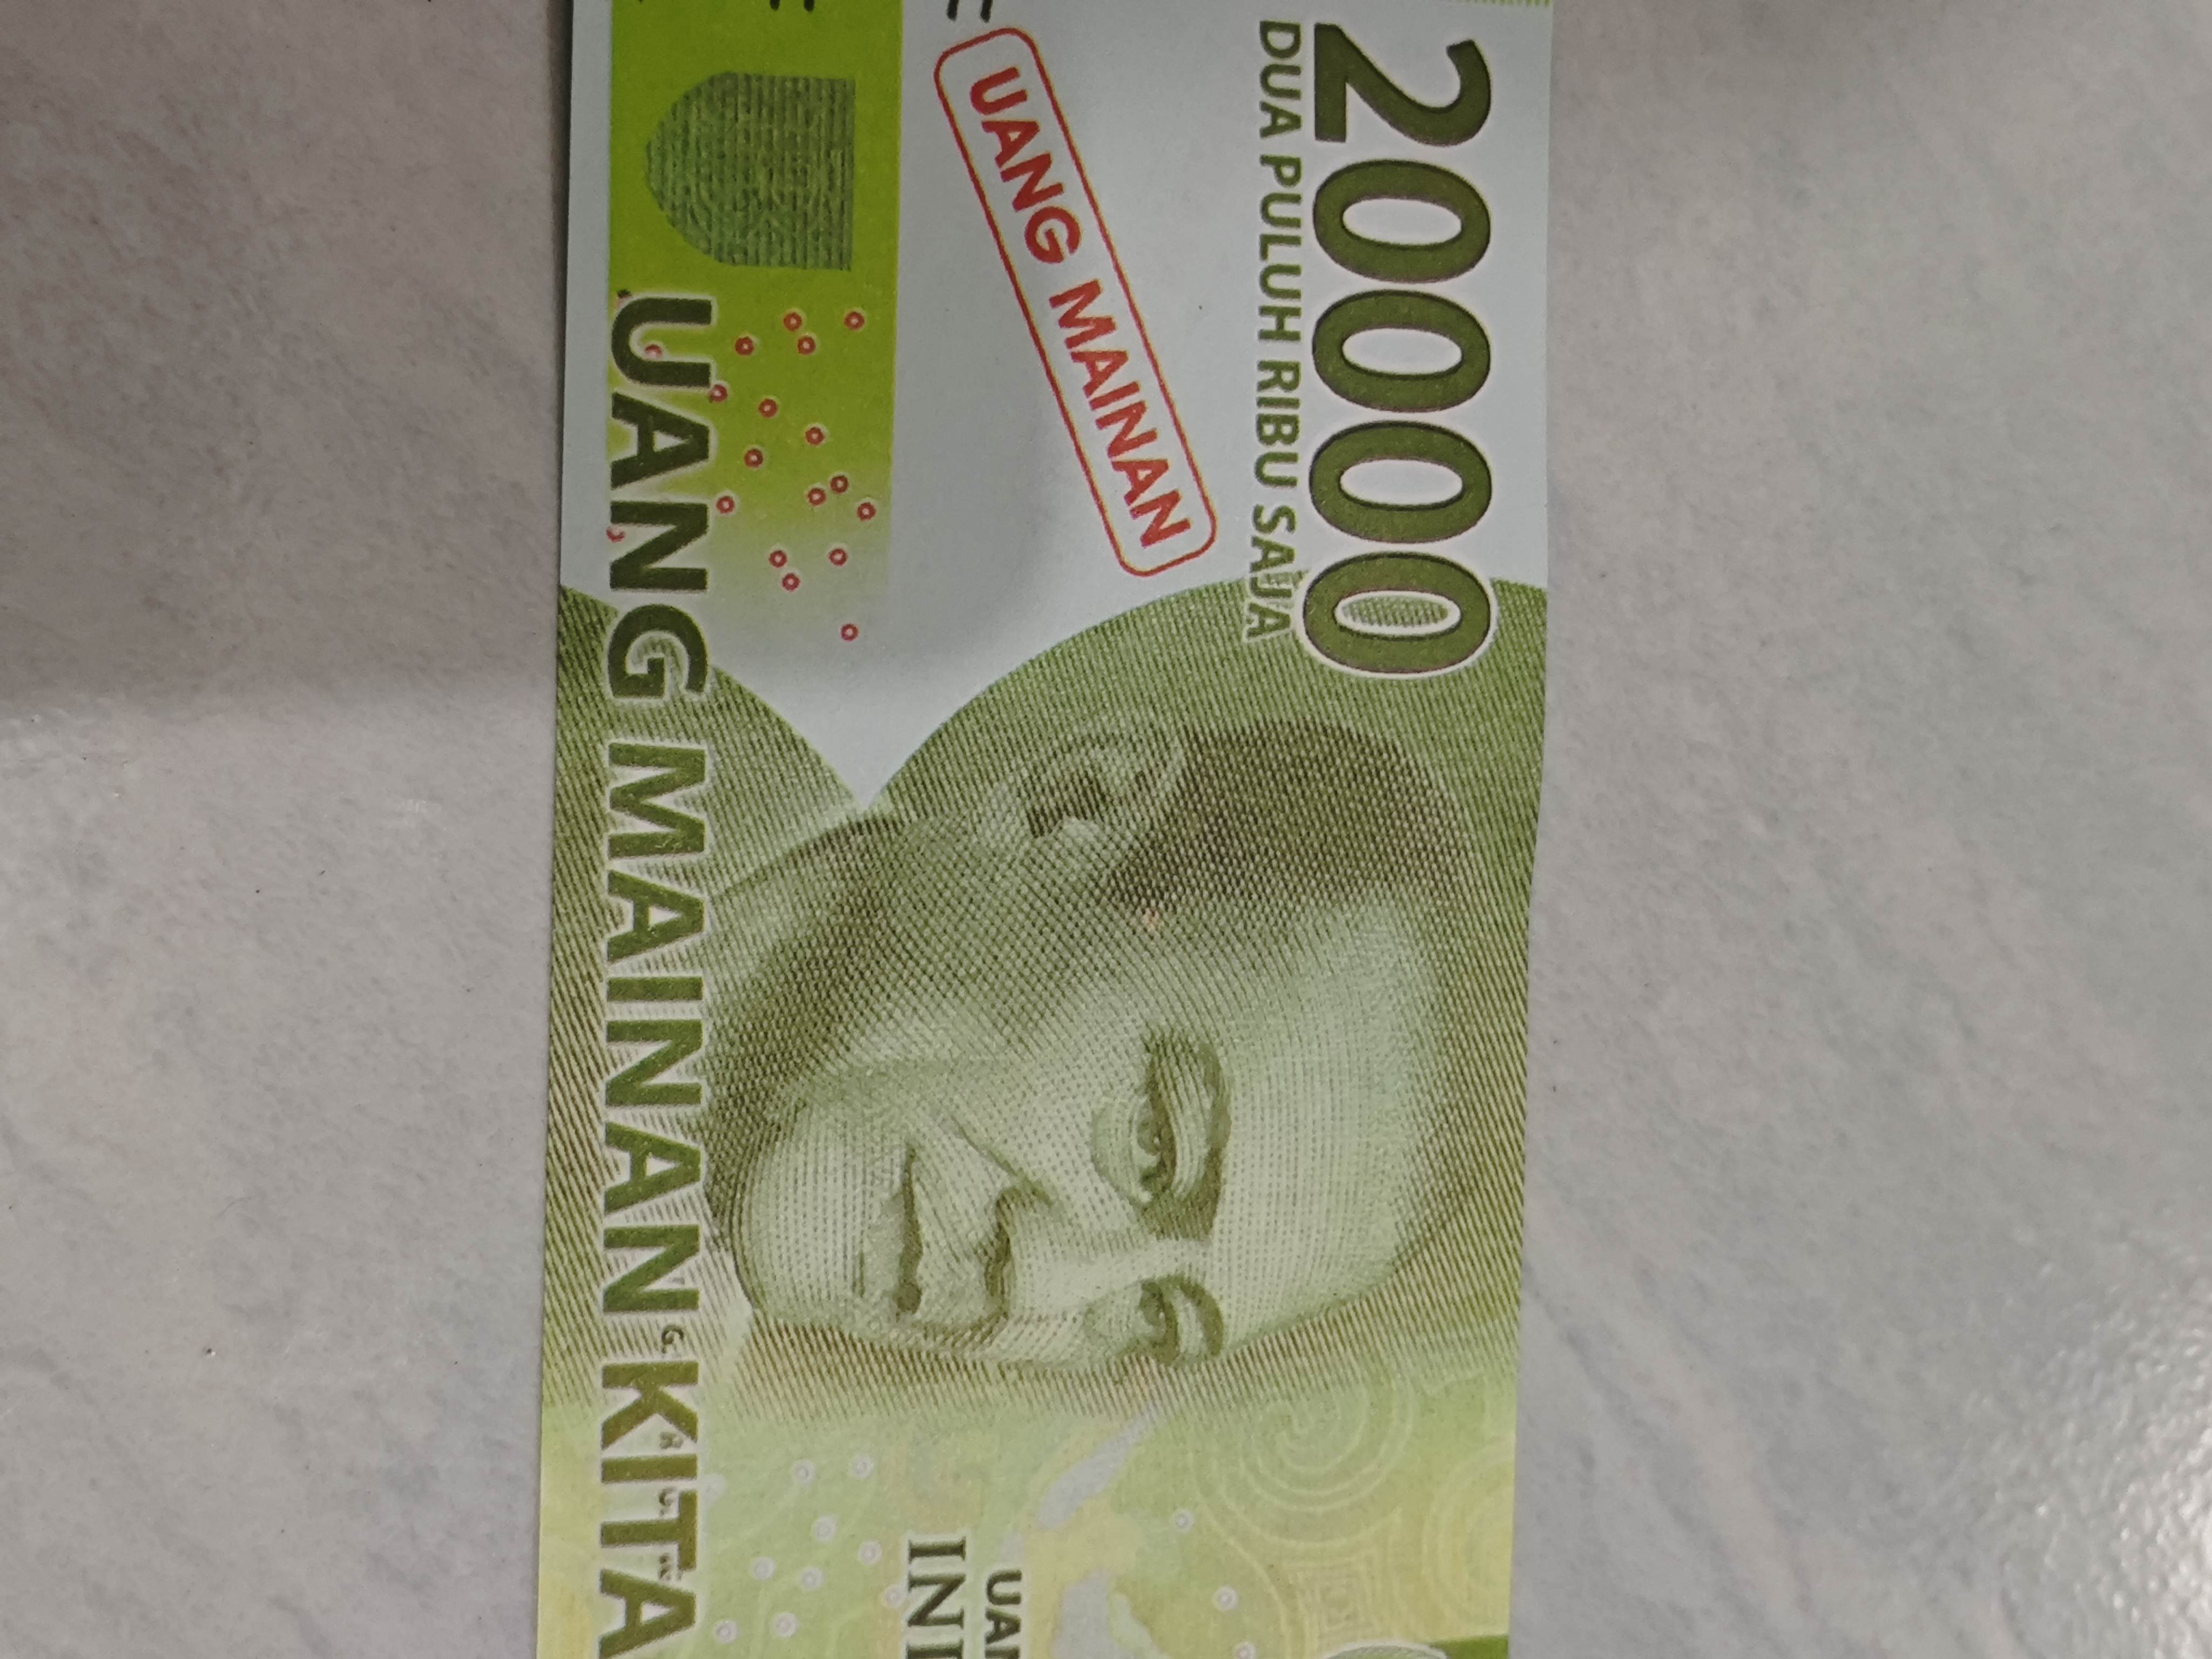 20000
DUA PULUH RIBU SAJA
UANG MAINAN
UANG MAINAN KITA